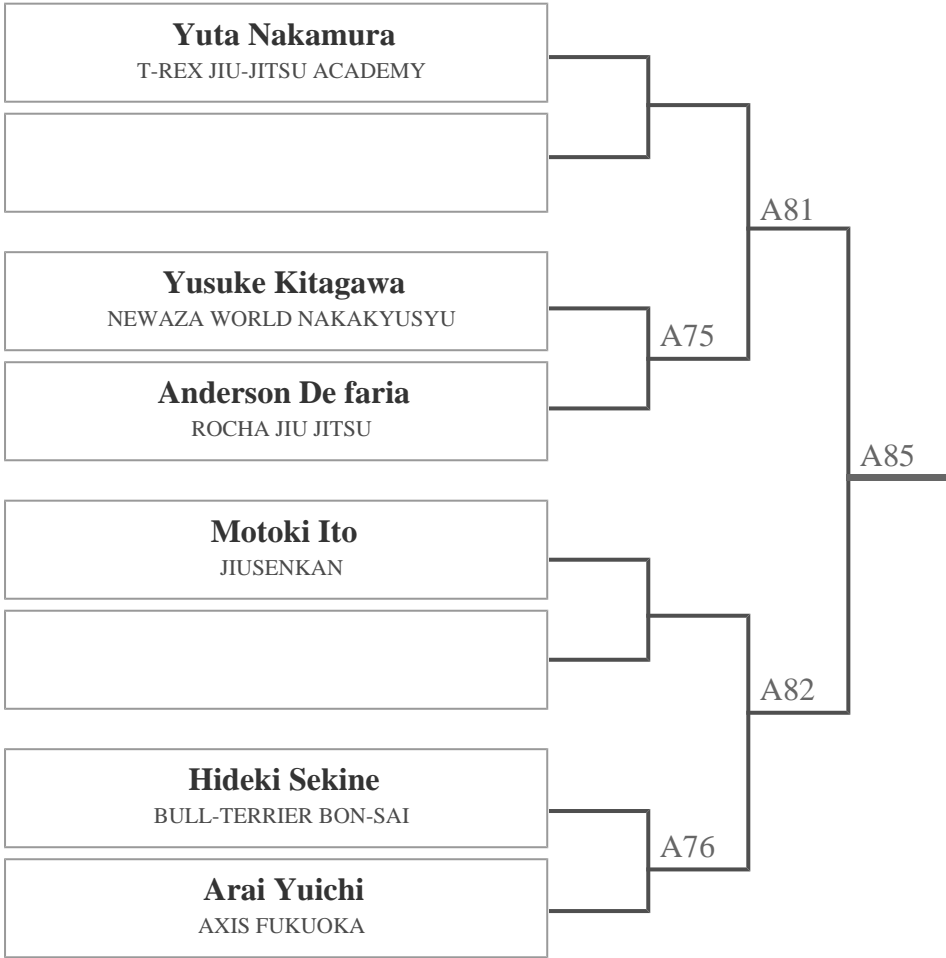 Yuta Nakamura
T-REX JIU-JITSU ACADEMY
A81
Yusuke Kitagawa
NEWAZA WORLD NAKAKYUSYU
A75
Anderson De faria
ROCHA JIU JITSU
A85
Motoki Ito
JIUSENKAN
A82
Hideki Sekine
BULL-TERRIER BON-SAI
A76
Arai Yuichi
AXIS FUKUOKA